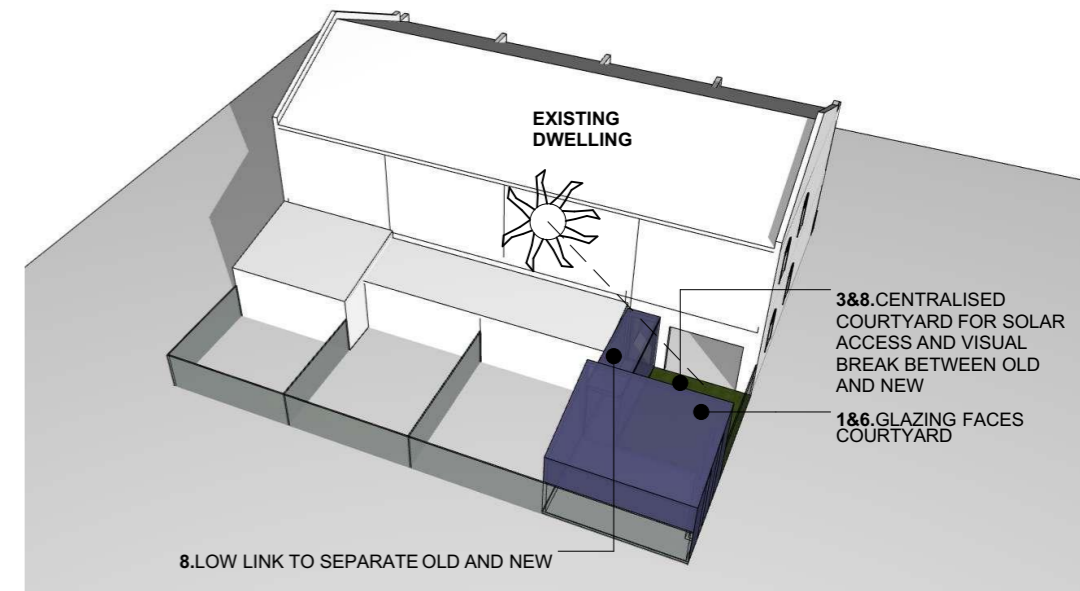 EXISTING
DWELLING
3&8.CENTRALISED
COURTYARD FOR SOLAR
ACCESS AND VISUAL
BREAK BETWEEN OLD
AND NEW
1&6.GLAZING FACES
COURTYARD
8.LOW LINK TO SEPARATE OLD AND NEW